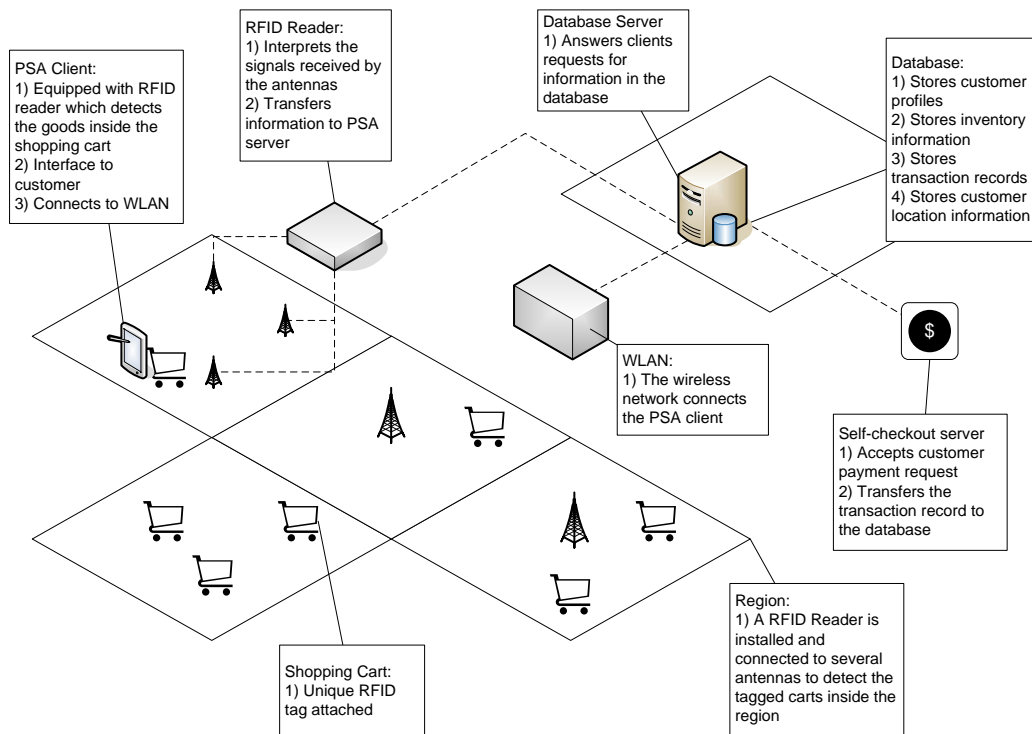 PSA Client:
1) Equipped with RFID
reader which detects
the goods inside the
shopping cart
2) Interface to
customer
3) Connects to WLAN
RFID Reader:
1) Interprets the
signals received by
the antennas
2) Transfers
information to PSA
server
Database Server
1) Answers clients
requests for
information in the
database
Database:
1) Stores customer
profiles
2) Stores inventory
information
3) Stores
transaction records
4) Stores customer
location information
$
WLAN:
1) The wireless
network connects
the PSA client
Self-checkout server
1) Accepts customer
payment request
2) Transfers the
transaction record to
the database
Shopping Cart:
1) Unique RFID
tag attached
Region:
1) A RFID Reader is
installed and
connected to several
antennas to detect the
tagged carts inside the
region